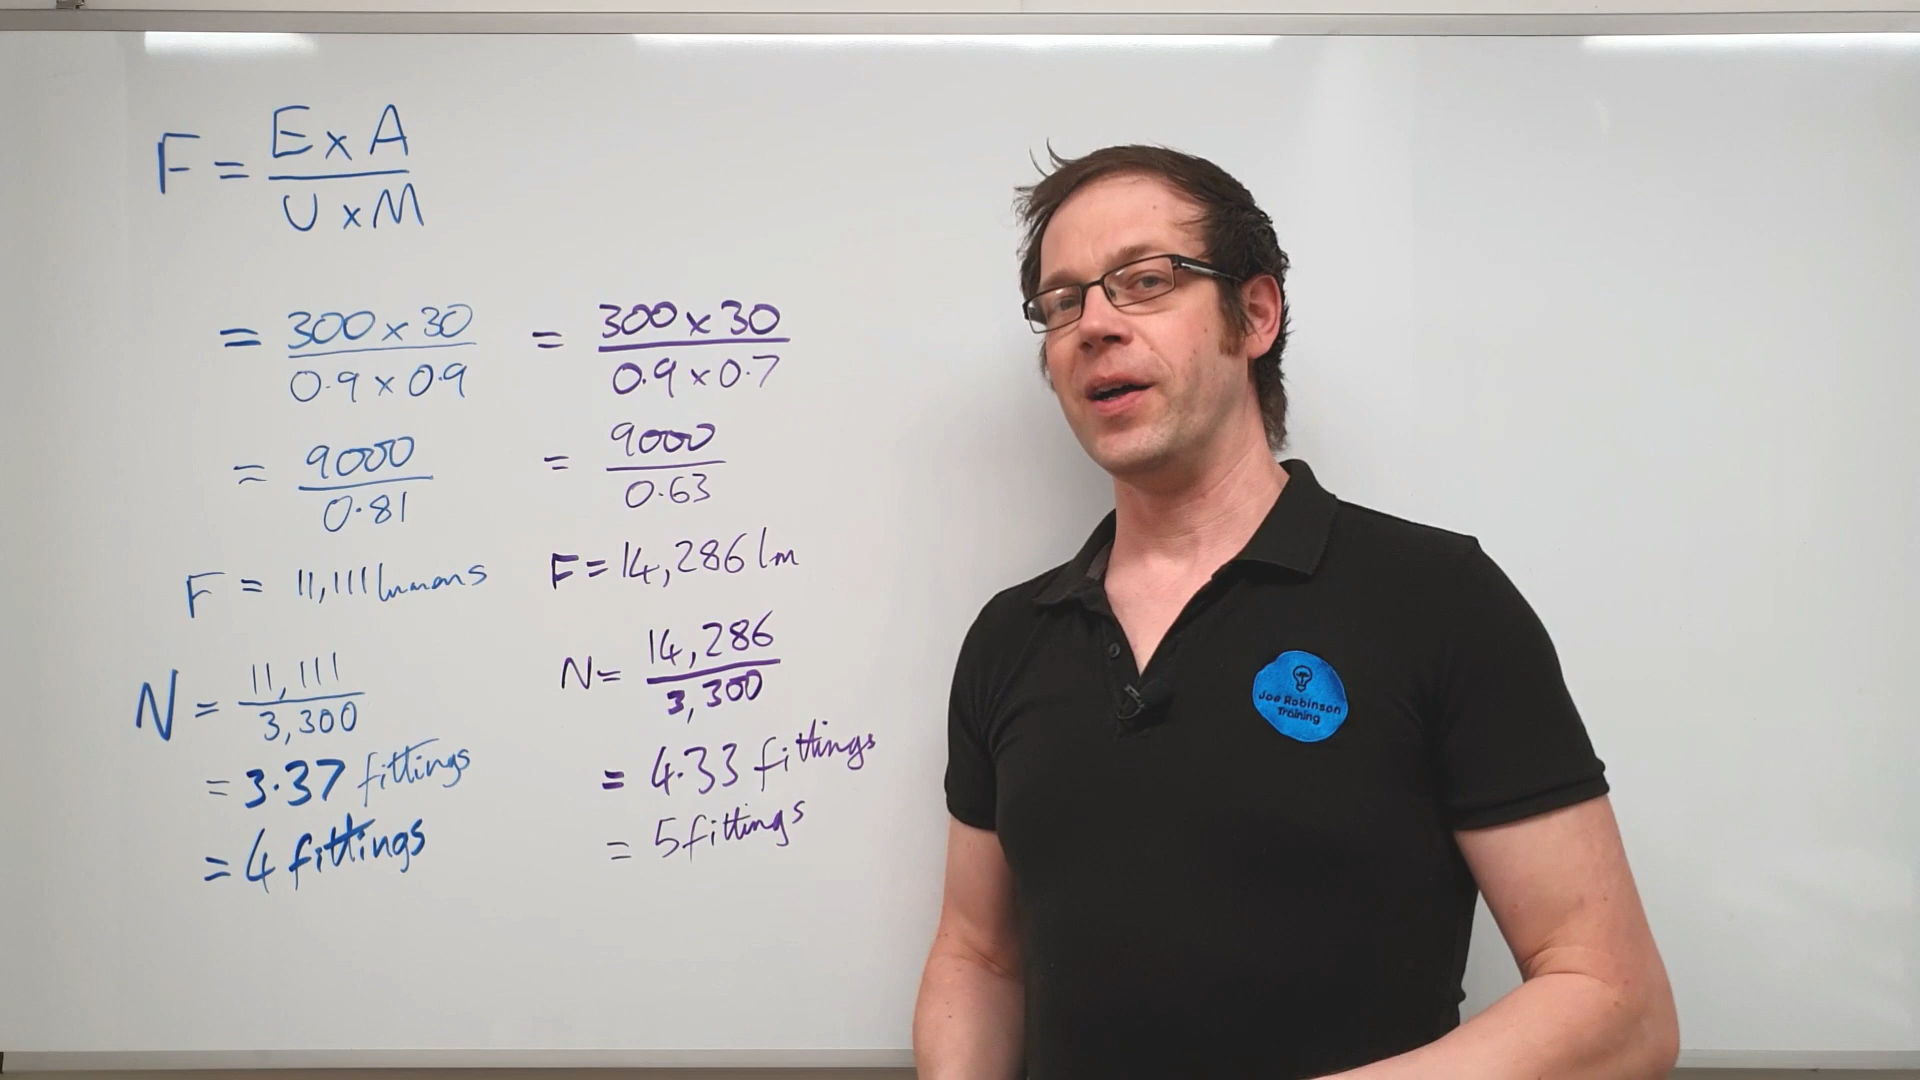 F = E x A
U x M
= 300 x 30
0.9 x 0.9
= 9000
0.81
F = 11,111 lumens
N = 11,111
3,300
= 3.37 fittings
= 4 fittings
= 300 x 30
0.9 x 0.7
= 9000
0.63
F = 14,286 lm
N = 14,286
3,300
= 4.33 fittings
= 5 fittings
Joe Robinson
Training